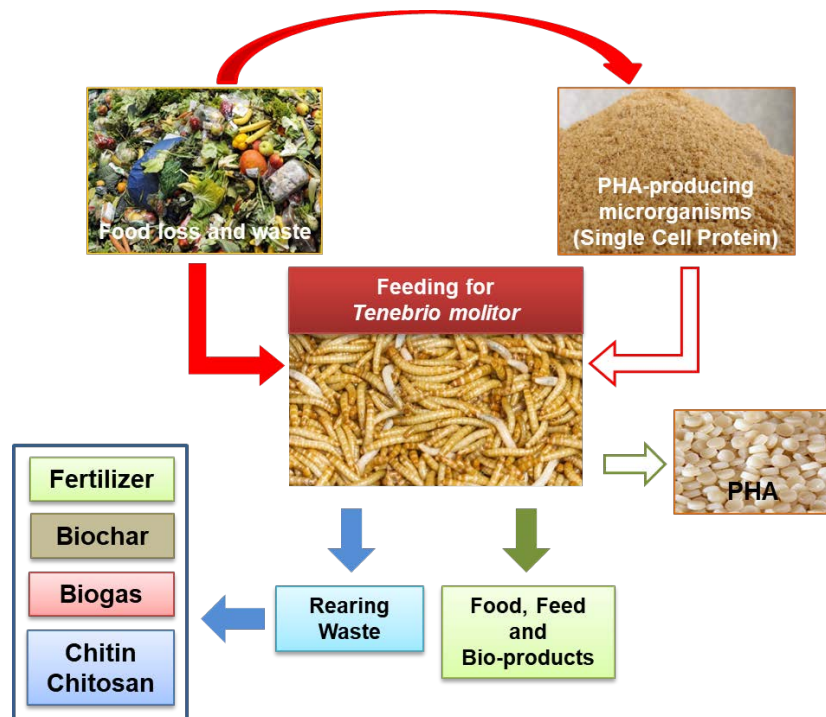 Food loss and waste
PHA-producing
microrganisms
(Single Cell Protein)
Feeding for
Tenebrio molitor
PHA
Fertilizer
Biochar
Biogas
Chitin
Chitosan
Rearing
Waste
Food, Feed
and
Bio-products